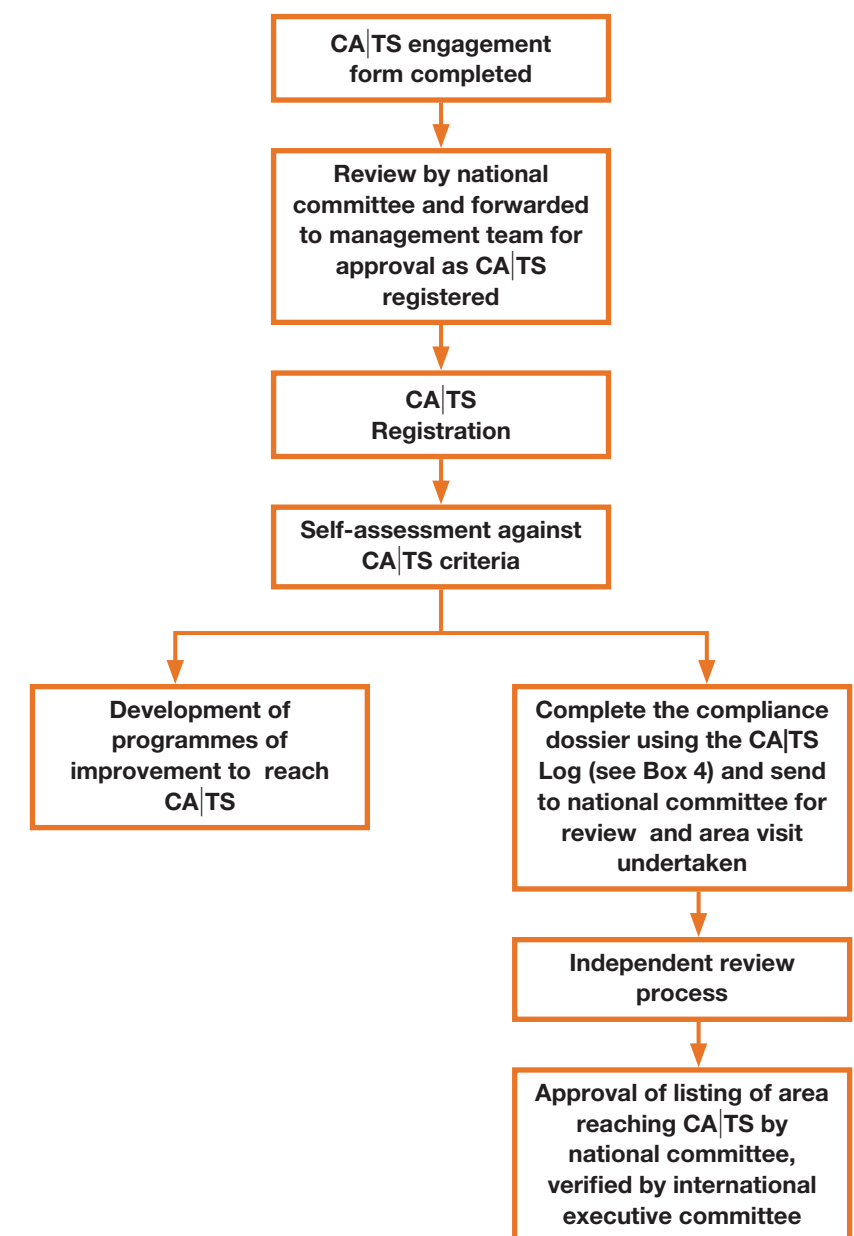 CA|TS engagement
form completed
Review by national
committee and forwarded
to management team for
approval as CA|TS
registered
CA|TS
Registration
Self-assessment against
CA|TS criteria
Development of
programmes of
improvement to reach
CA|TS
Complete the compliance
dossier using the CA|TS
Log (see Box 4) and send
to national committee for
review and area visit
undertaken
Independent review
process
Approval of listing of area
reaching CA|TS by
national committee,
verified by international
executive committee